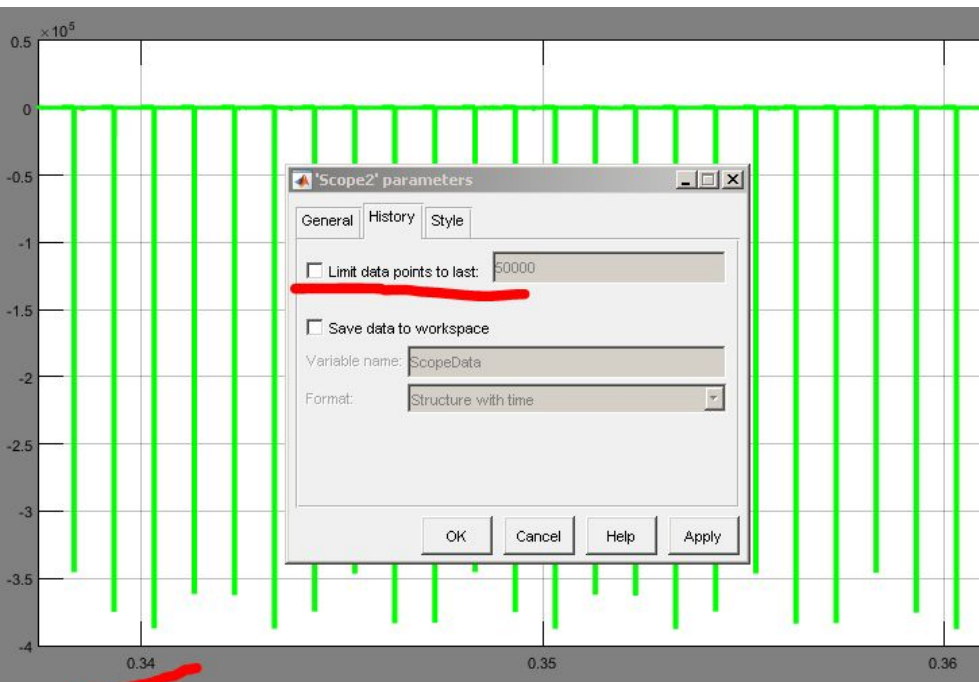 ×10^5
0.5
0
-0.5
-1
-1.5
-2
-2.5
-3
-3.5
-4
0.34
0.35
0.36
'Scope2' parameters
General History Style
Limit data points to last: 50000
Save data to workspace
Variable name: ScopeData
Format: Structure with time
OK Cancel Help Apply